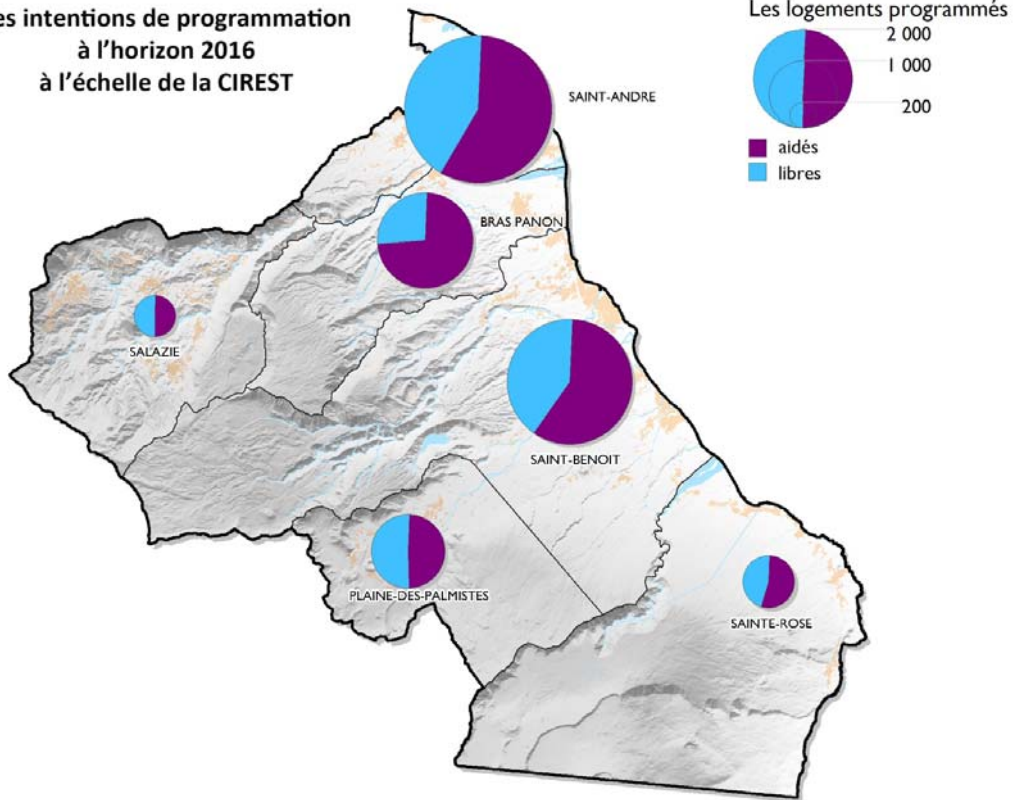 es intentions de programmation
à l'horizon 2016
à l'échelle de la CIREST
Les logements programmés
2 000
1 000
200
aidés
libres
SAINT-ANDRE
BRAS PANON
SALAZIE
SAINT-BENOIT
PLAINE-DES-PALMISTES
SAINTE-ROSE